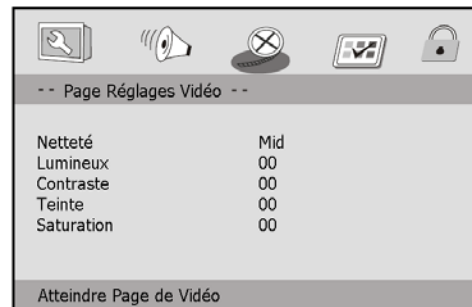 - - Page Réglages Vidéo - -
Netteté Mid
Lumineux 00
Contraste 00
Teinte 00
Saturation 00
Atteindre Page de Vidéo